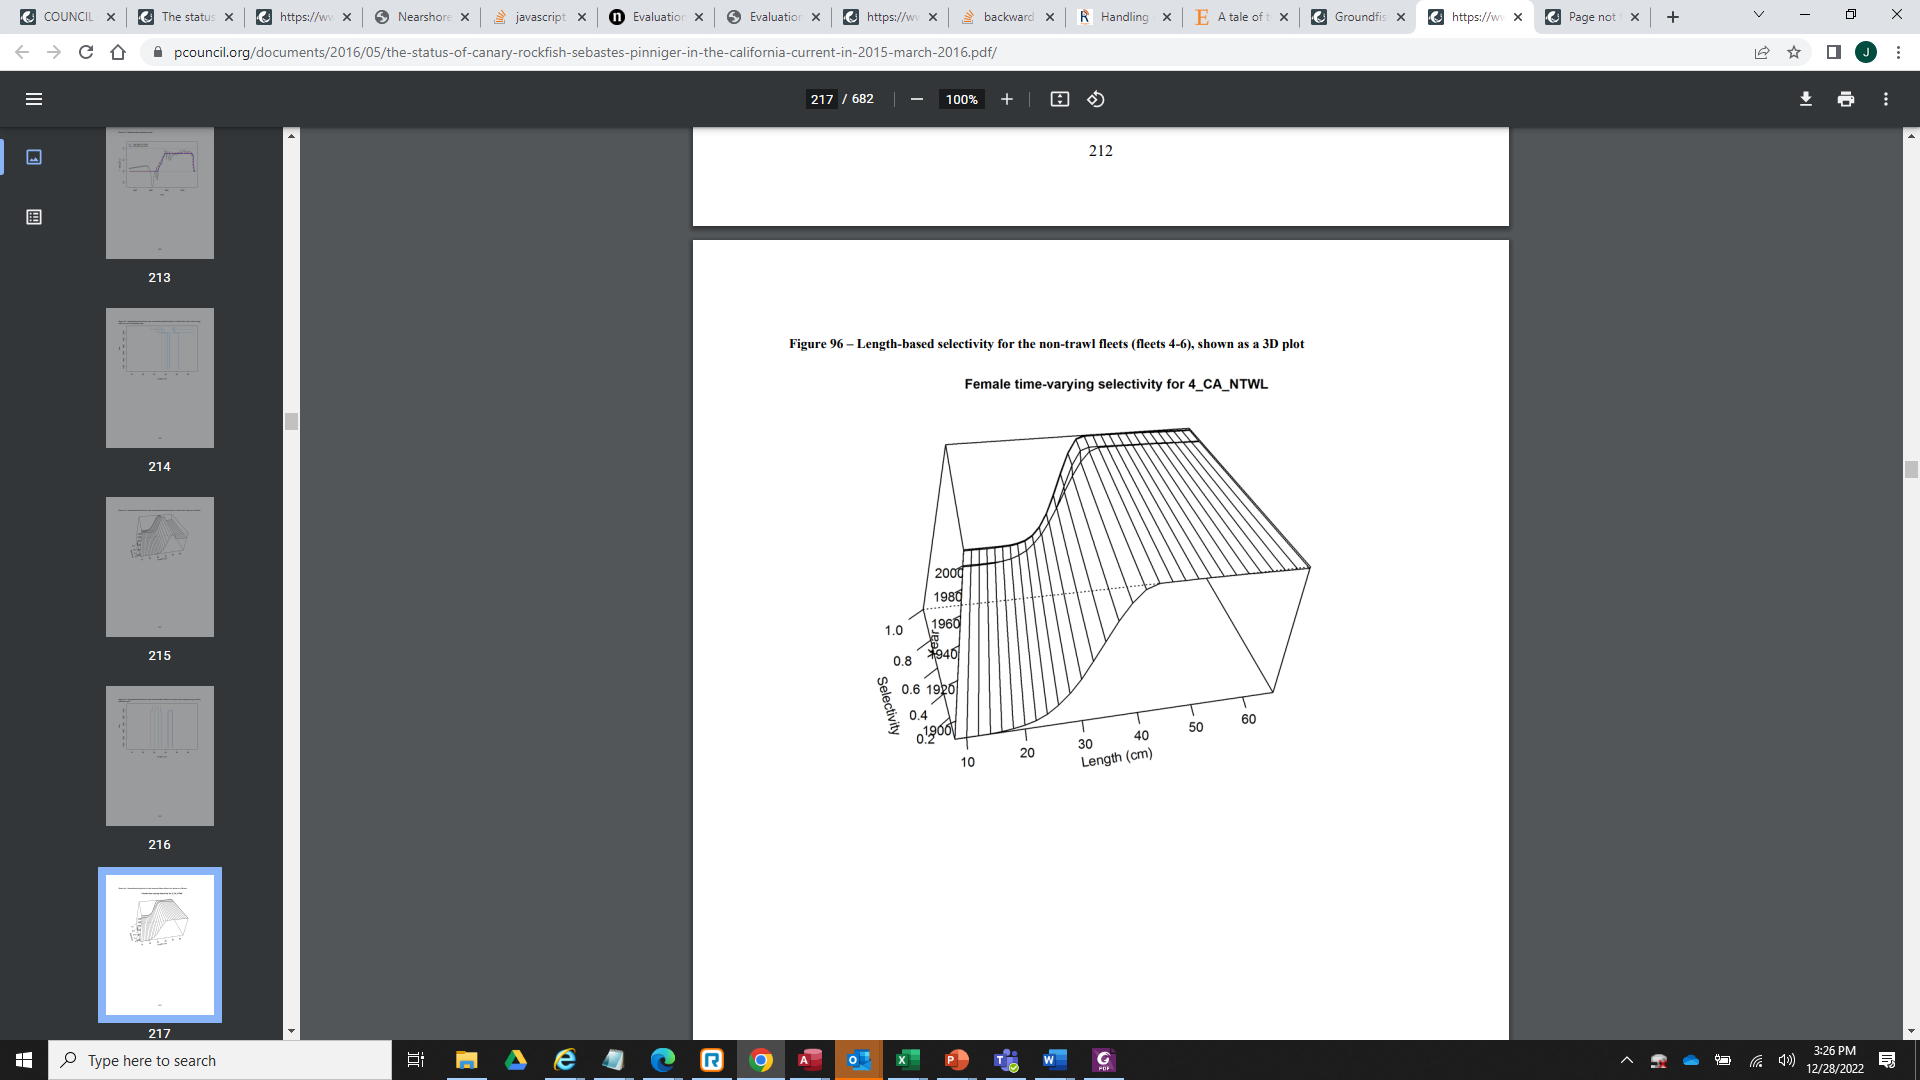 COUNCIL
The status
https://ww
Nearshore
javascript
Evaluation
Evaluation
https://ww
backward
Handling
A tale of t
Groundfis
https://ww
Page not
pcouncil.org/documents/2016/05/the-status-of-canary-rockfish-sebastes-pinniger-in-the-california-current-in-2015-march-2016.pdf/
J
217 / 682
100%
213
214
215
216
217
212
Figure 96 – Length-based selectivity for the non-trawl fleets (fleets 4-6), shown as a 3D plot
Female time-varying selectivity for 4_CA_NTWL
2000
1980
1960
1940
1920
1900
Year
1.0
0.8
0.6
0.4
0.2
Selectivity
10
20
30
40
50
60
Length (cm)
Type here to search
3:26 PM
12/28/2022